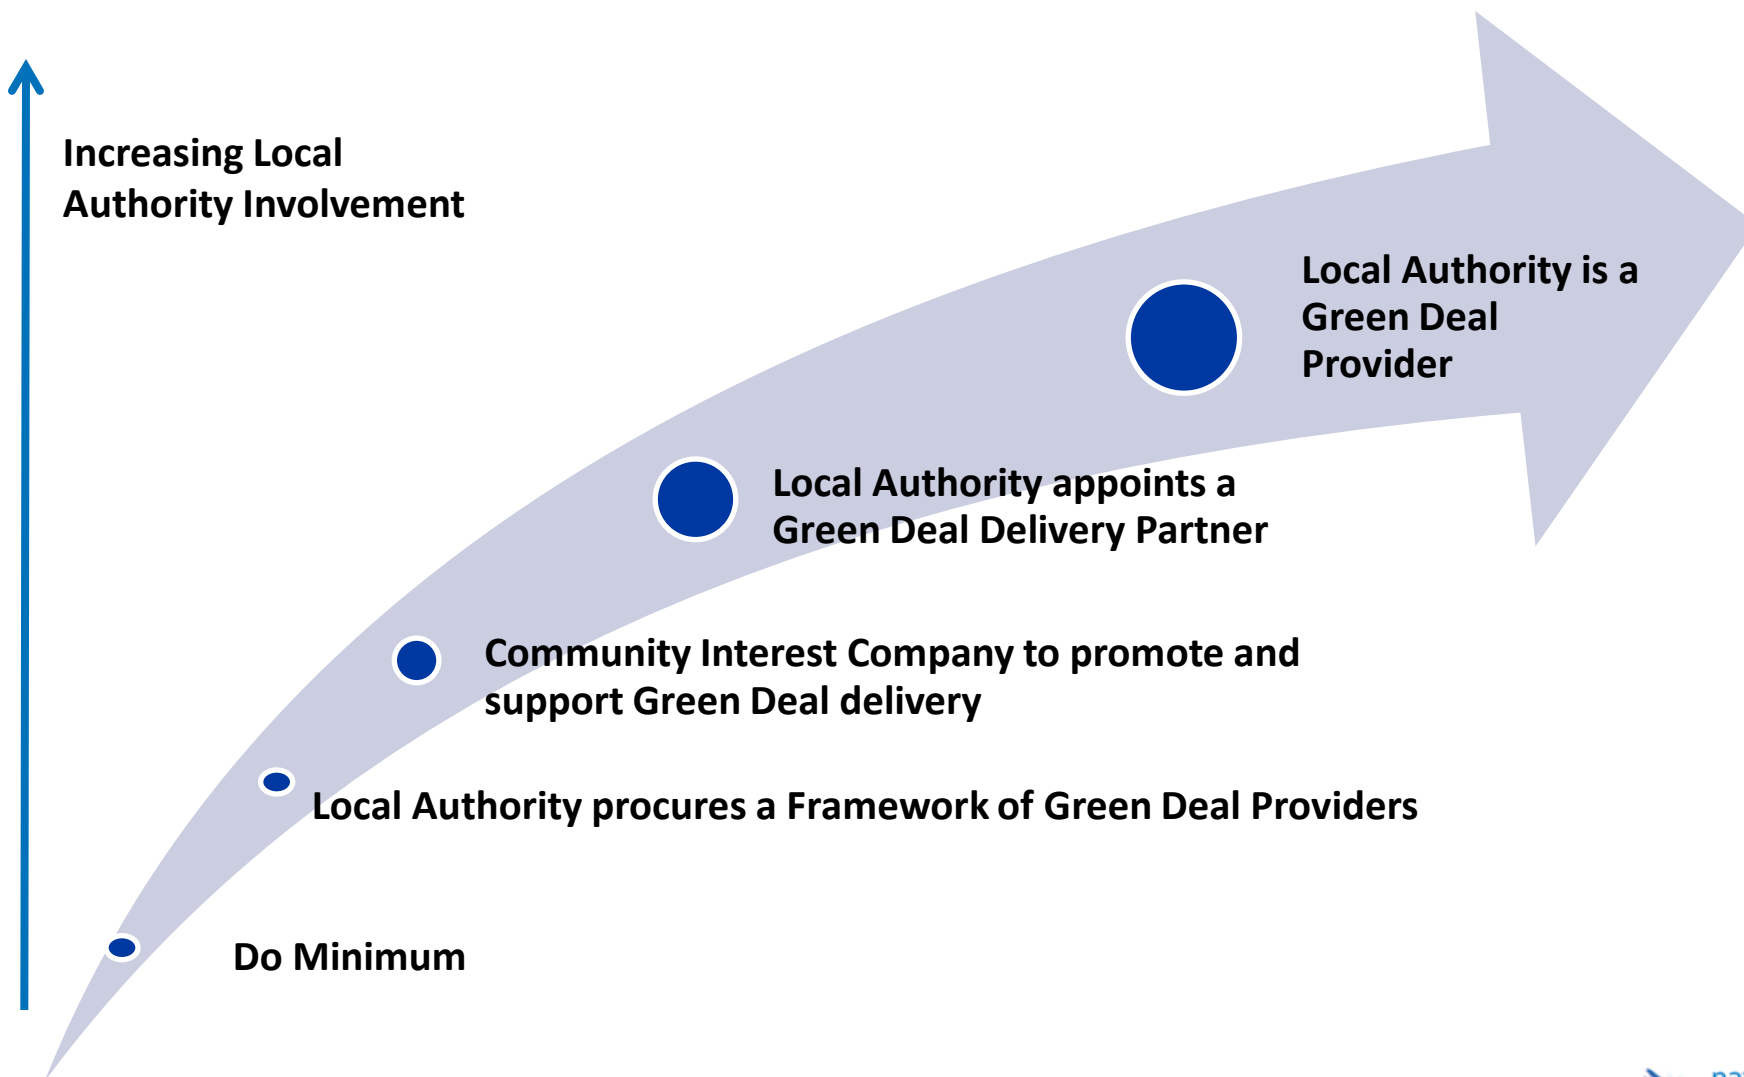 Increasing Local
Authority Involvement
Local Authority is a
Green Deal
Provider
Local Authority appoints a
Green Deal Delivery Partner
Community Interest Company to promote and
support Green Deal delivery
Local Authority procures a Framework of Green Deal Providers
Do Minimum